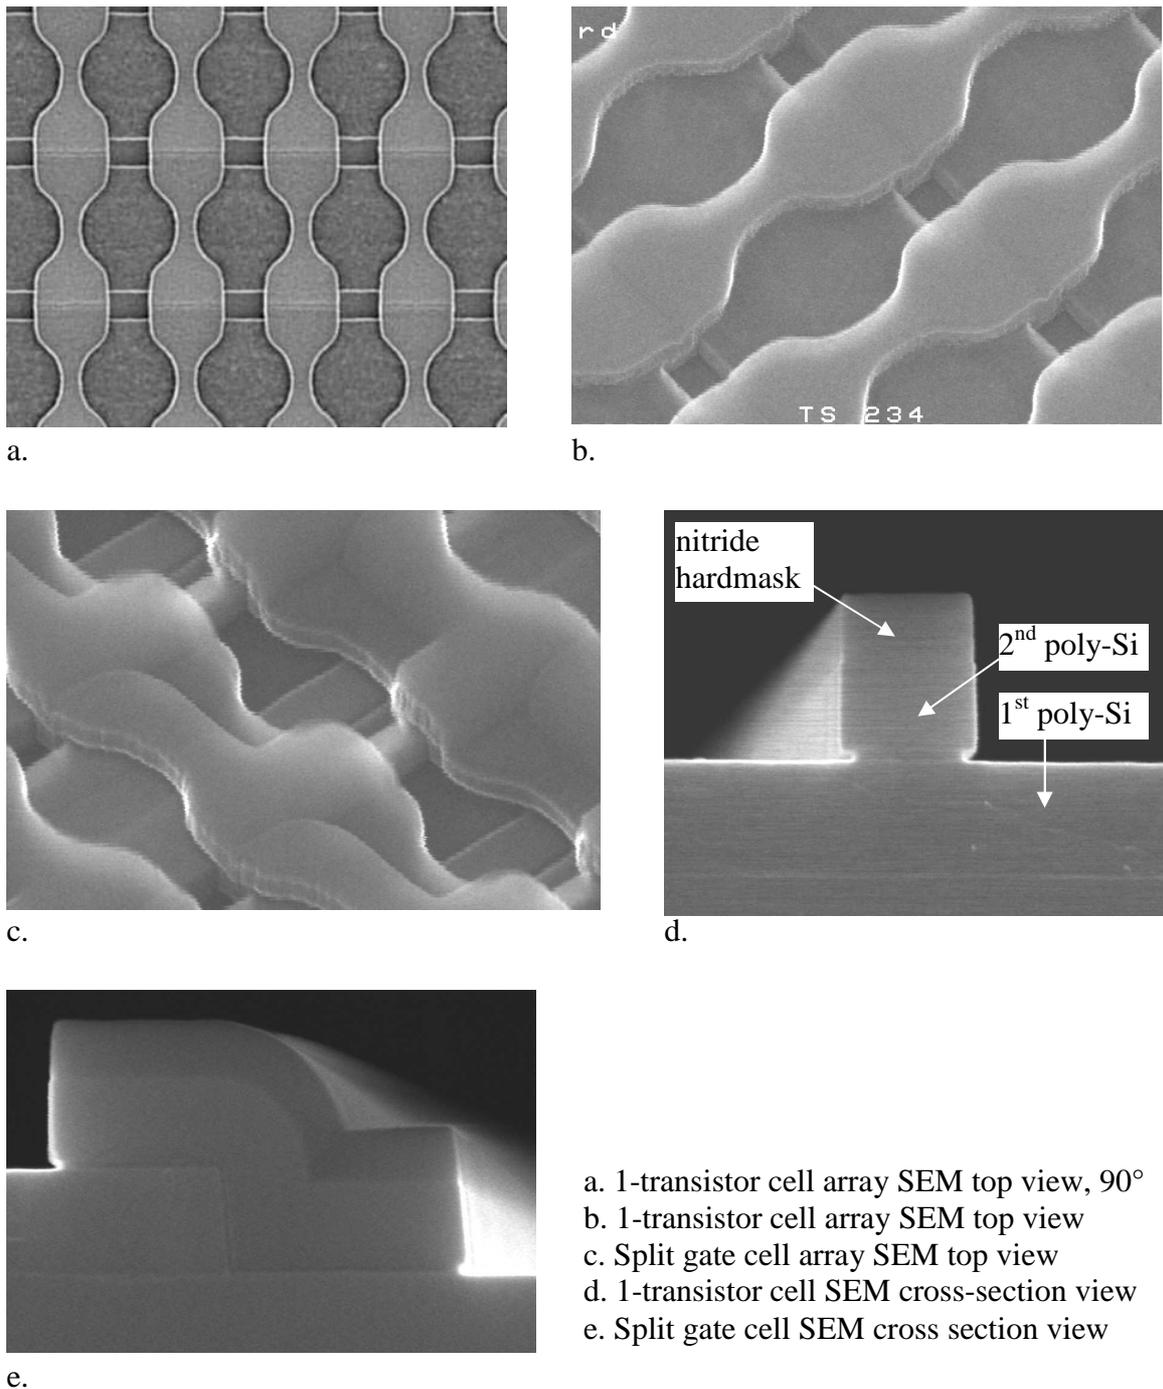 rd
TS 234
a.
b.
nitride
hardmask
2nd poly-Si
1st poly-Si
c.
d.
a. 1-transistor cell array SEM top view, 90°
b. 1-transistor cell array SEM top view
c. Split gate cell array SEM top view
d. 1-transistor cell SEM cross-section view
e. Split gate cell SEM cross section view
e.